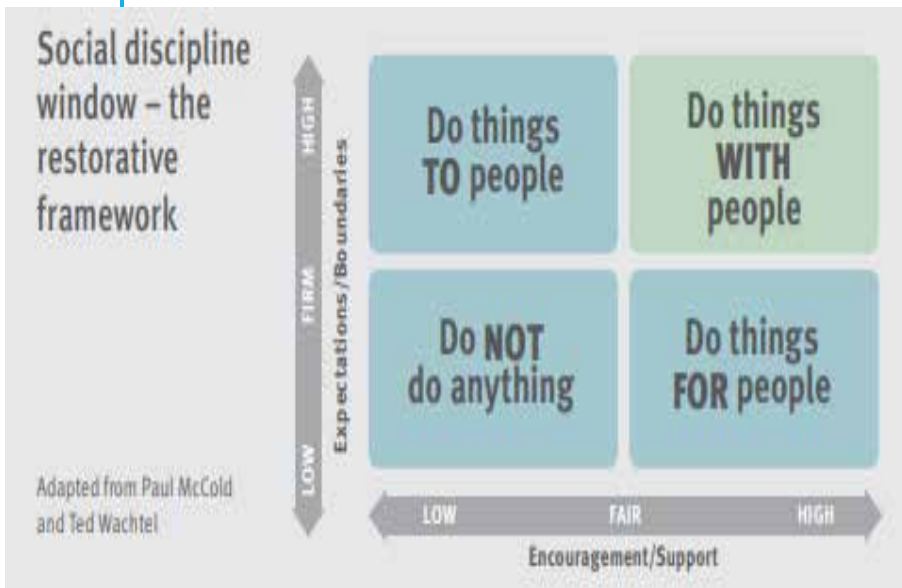 Social discipline
window – the
restorative
framework
Adapted from Paul McCold
and Ted Wachtel
HIGH
FIRM
LOW
Expectations/Boundaries
Do things
TO people
Do things
WITH
people
Do NOT
do anything
Do things
FOR people
LOW FAIR HIGH
Encouragement/Support